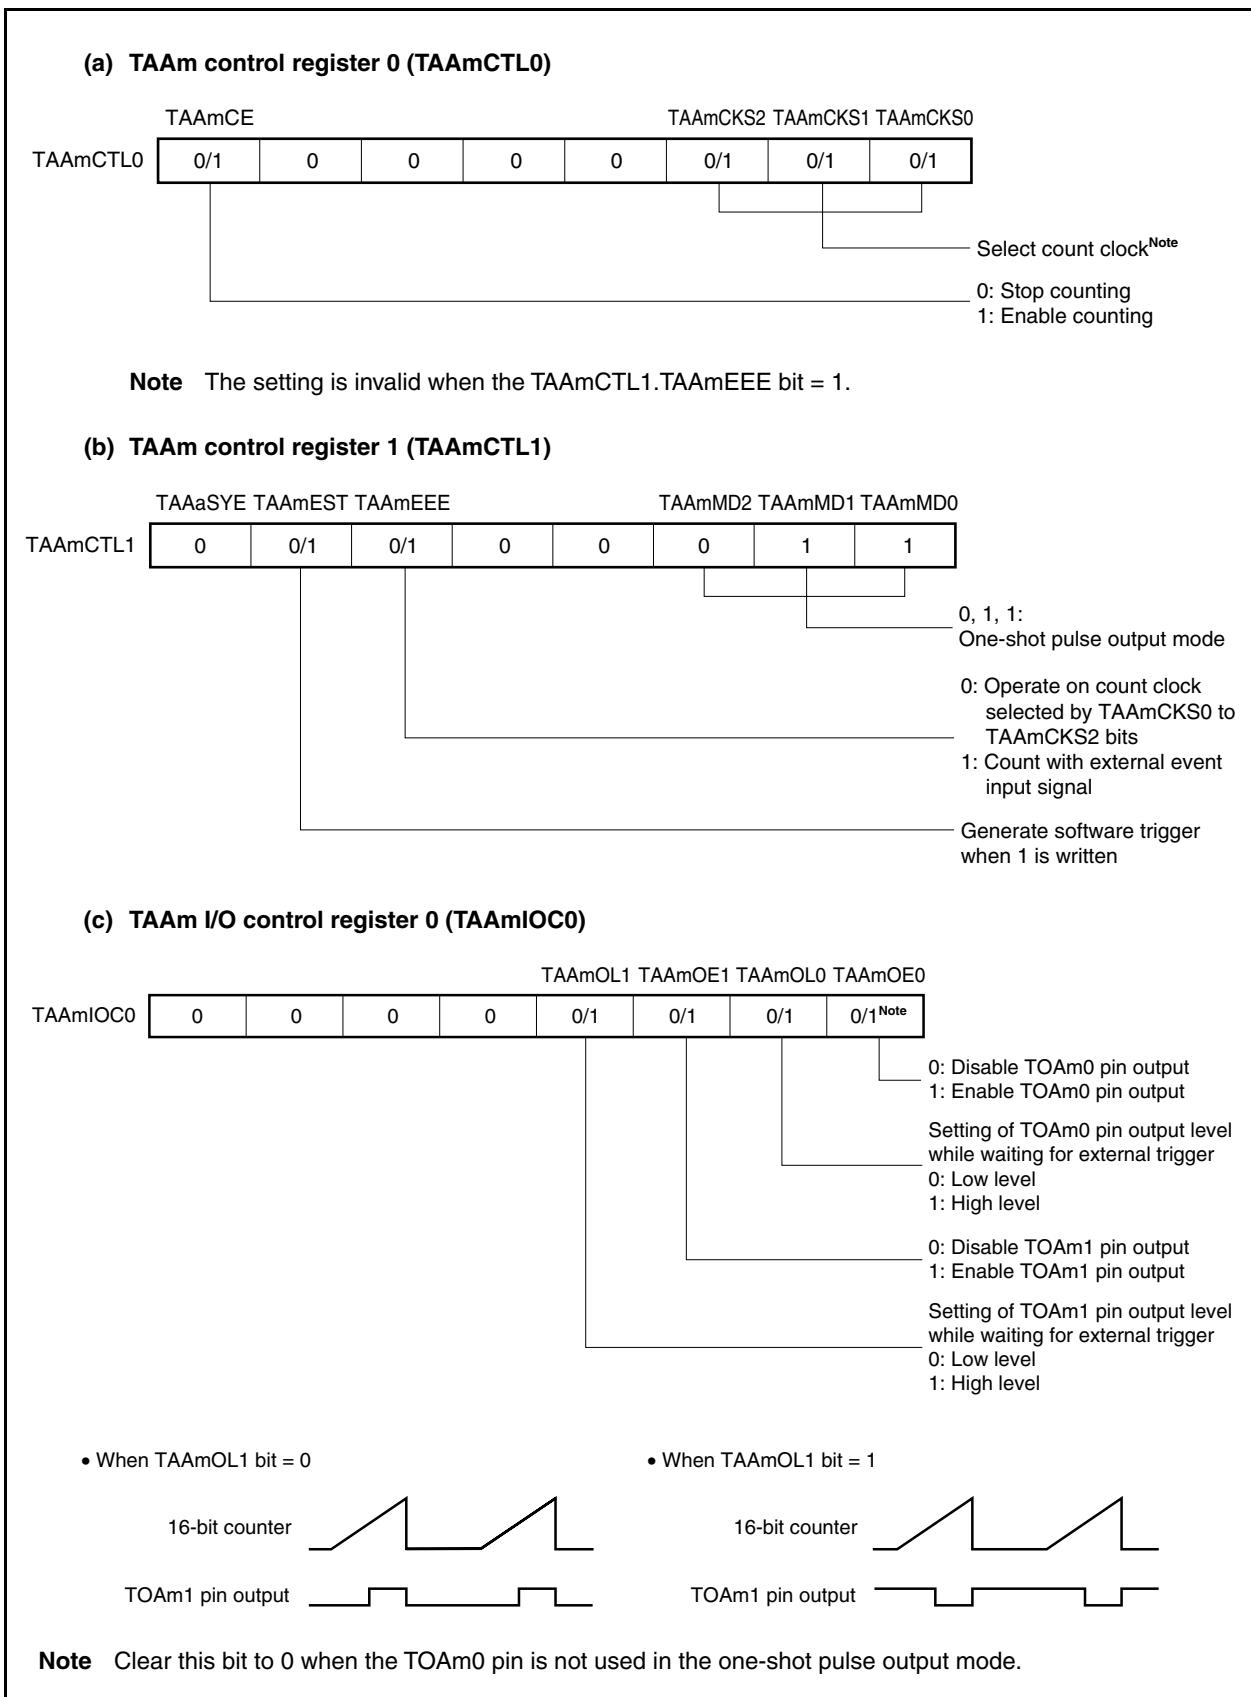 (a) TAAm control register 0 (TAAmCTL0)
TAAmCE TAAmCKS2 TAAmCKS1 TAAmCKS0
TAAmCTL0 0/1 0 0 0 0 0/1 0/1 0/1
Select count clockNote
0: Stop counting
1: Enable counting
Note The setting is invalid when the TAAmCTL1.TAAmEEE bit = 1.
(b) TAAm control register 1 (TAAmCTL1)
TAAaSYE TAAmEST TAAmEEE TAAmMD2 TAAmMD1 TAAmMD0
TAAmCTL1 0 0/1 0/1 0 0 0 1 1
0, 1, 1:
One-shot pulse output mode
0: Operate on count clock
selected by TAAmCKS0 to
TAAmCKS2 bits
1: Count with external event
input signal
Generate software trigger
when 1 is written
(c) TAAm I/O control register 0 (TAAmIOC0)
TAAmOL1 TAAmOE1 TAAmOL0 TAAmOE0
TAAmIOC0 0 0 0 0 0/1 0/1 0/1 0/1Note
0: Disable TOAm0 pin output
1: Enable TOAm0 pin output
Setting of TOAm0 pin output level
while waiting for external trigger
0: Low level
1: High level
0: Disable TOAm1 pin output
1: Enable TOAm1 pin output
Setting of TOAm1 pin output level
while waiting for external trigger
0: Low level
1: High level
• When TAAmOL1 bit = 0 • When TAAmOL1 bit = 1
16-bit counter 16-bit counter
TOAm1 pin output TOAm1 pin output
Note Clear this bit to 0 when the TOAm0 pin is not used in the one-shot pulse output mode.